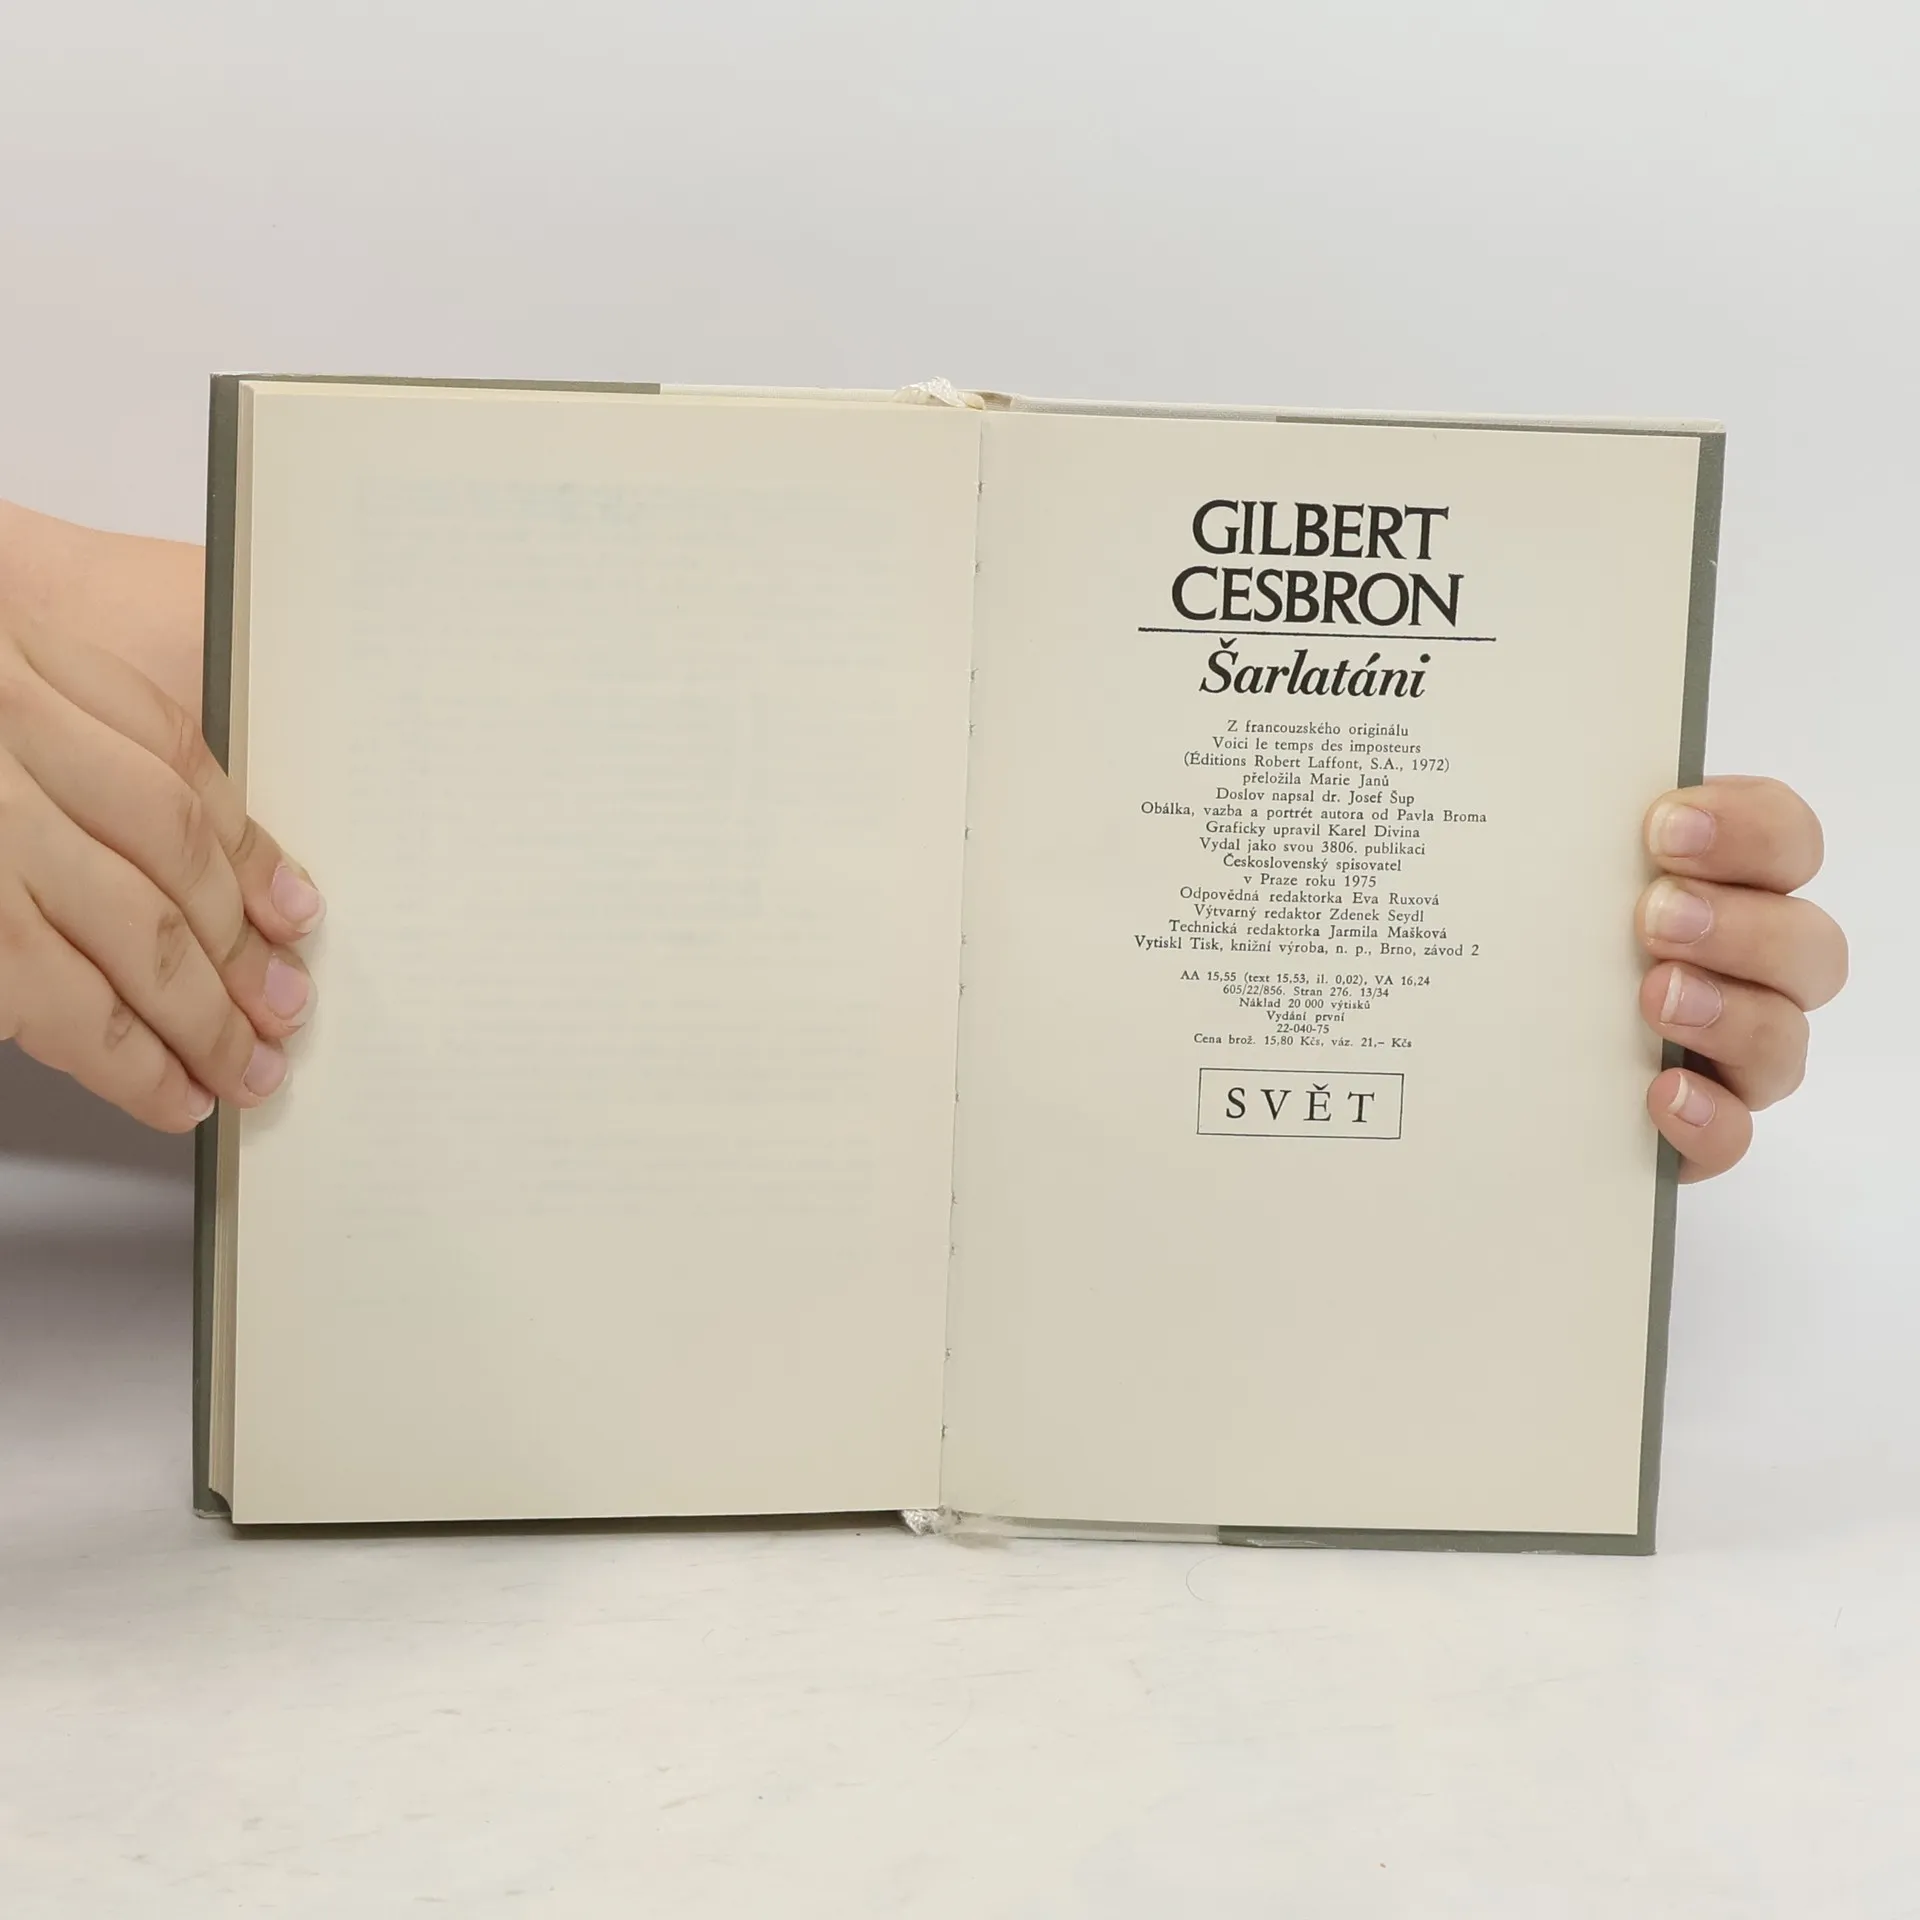 GILBERT
CESBRON
Šarlatáni
Z francouzského originálu
Voici le temps des imposteurs
(Éditions Robert Laffont, S.A., 1972)
přeložila Marie Janů
Doslov napsal dr. Josef Šup
Obálka, vazba a portrét autora od Pavla Broma
Graficky upravil Karel Divina
Vydal jako svou 3806. publikaci
Československý spisovatel
v Praze roku 1975
Odpovědná redaktorka Eva Ruxová
Výtvarný redaktor Zdenek Seydl
Technická redaktorka Jarmila Mašková
Vytiskl Tisk, knižní výroba, n. p., Brno, závod 2
AA 15,55 (text 15,53, il. 0,02), VA 16,24
605/22/856. Stran 276. 13/34
Náklad 20 000 výtisků
Vydání první
22-040-75
Cena brož. 15,80 Kčs, váz. 21,– Kčs
SVĚT